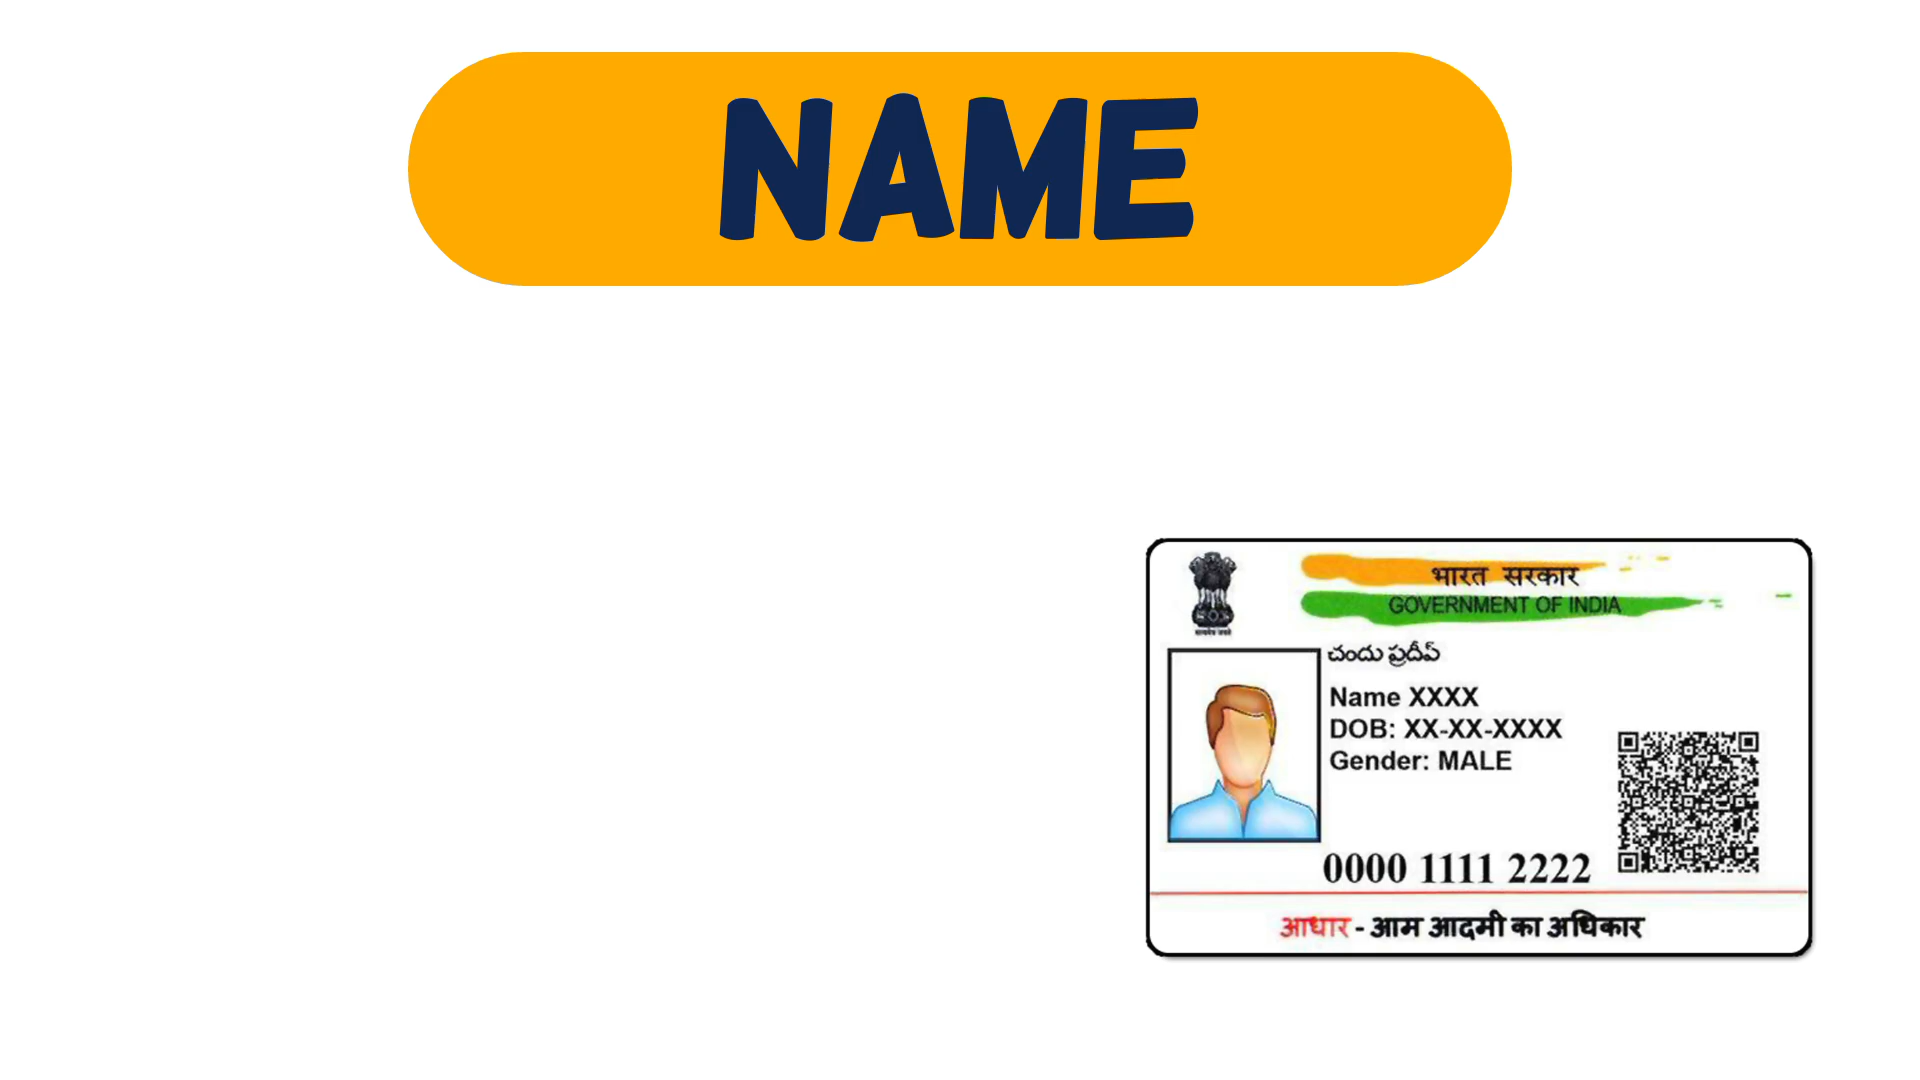 NAME
भारत सरकार
GOVERNMENT OF INDIA
చందు ప్రదీప్
Name XXXX
DOB: XX-XX-XXXX
Gender: MALE
0000 1111 2222
आधार - आम आदमी का अधिकार